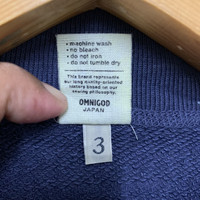 • machine wash
• no bleach
• do not iron
• do not tumble dry
This brand represents
our long quality-oriented
history based on our
sewing philosophy.
OMNIGOD
JAPAN
3